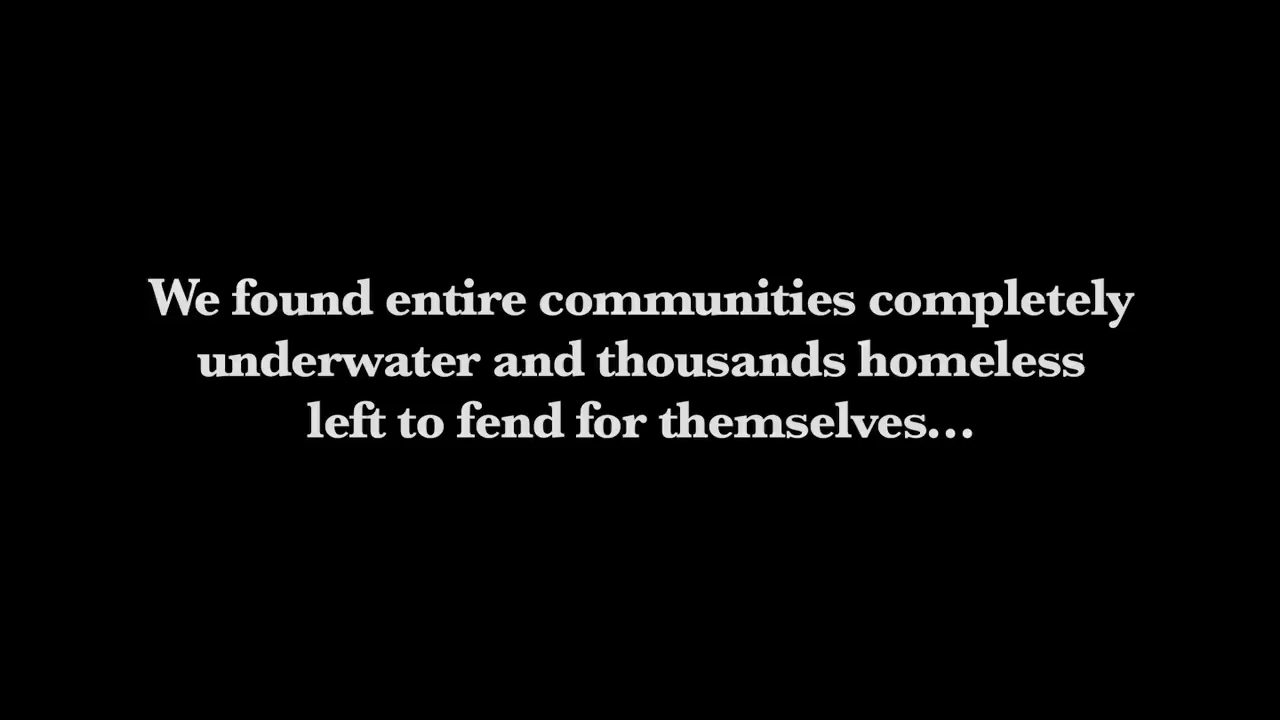 We found entire communities completely
underwater and thousands homeless
left to fend for themselves...